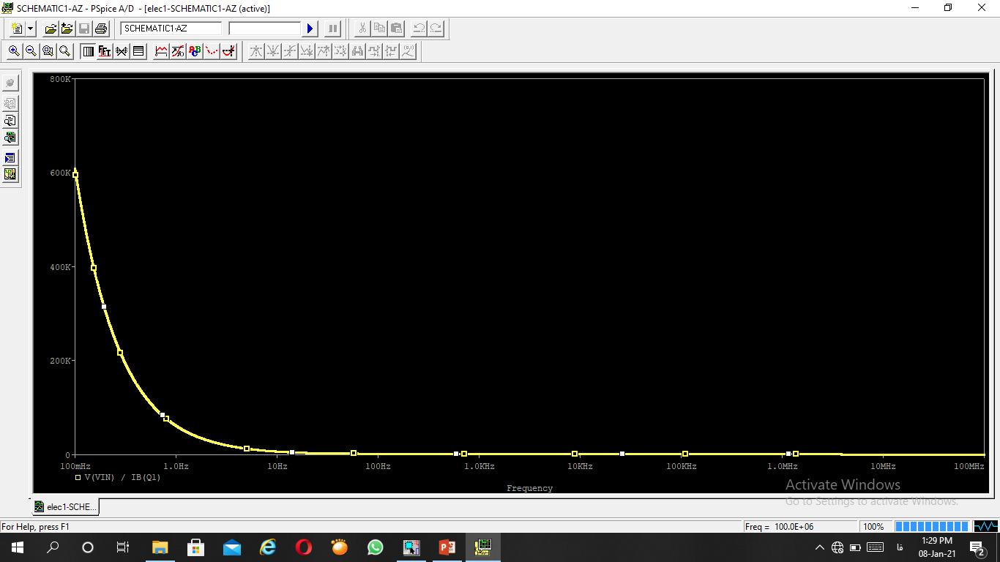 SCHEMATIC1-AZ - PSpice A/D - [elec1-SCHEMATIC1-AZ (active)]
SCHEMATIC1-AZ
800K
600K
400K
200K
0
100mHz 1.0Hz 10Hz 100Hz 1.0KHz 10KHz 100KHz 1.0MHz 10MHz 100MHz
V(VIN) / IB(Q1)
Frequency
Activate Windows
Go to Settings to activate Windows.
elec1-SCHE...
For Help, press F1
Freq = 100.0E+06
100%
فا
1:29 PM
08-Jan-21
2